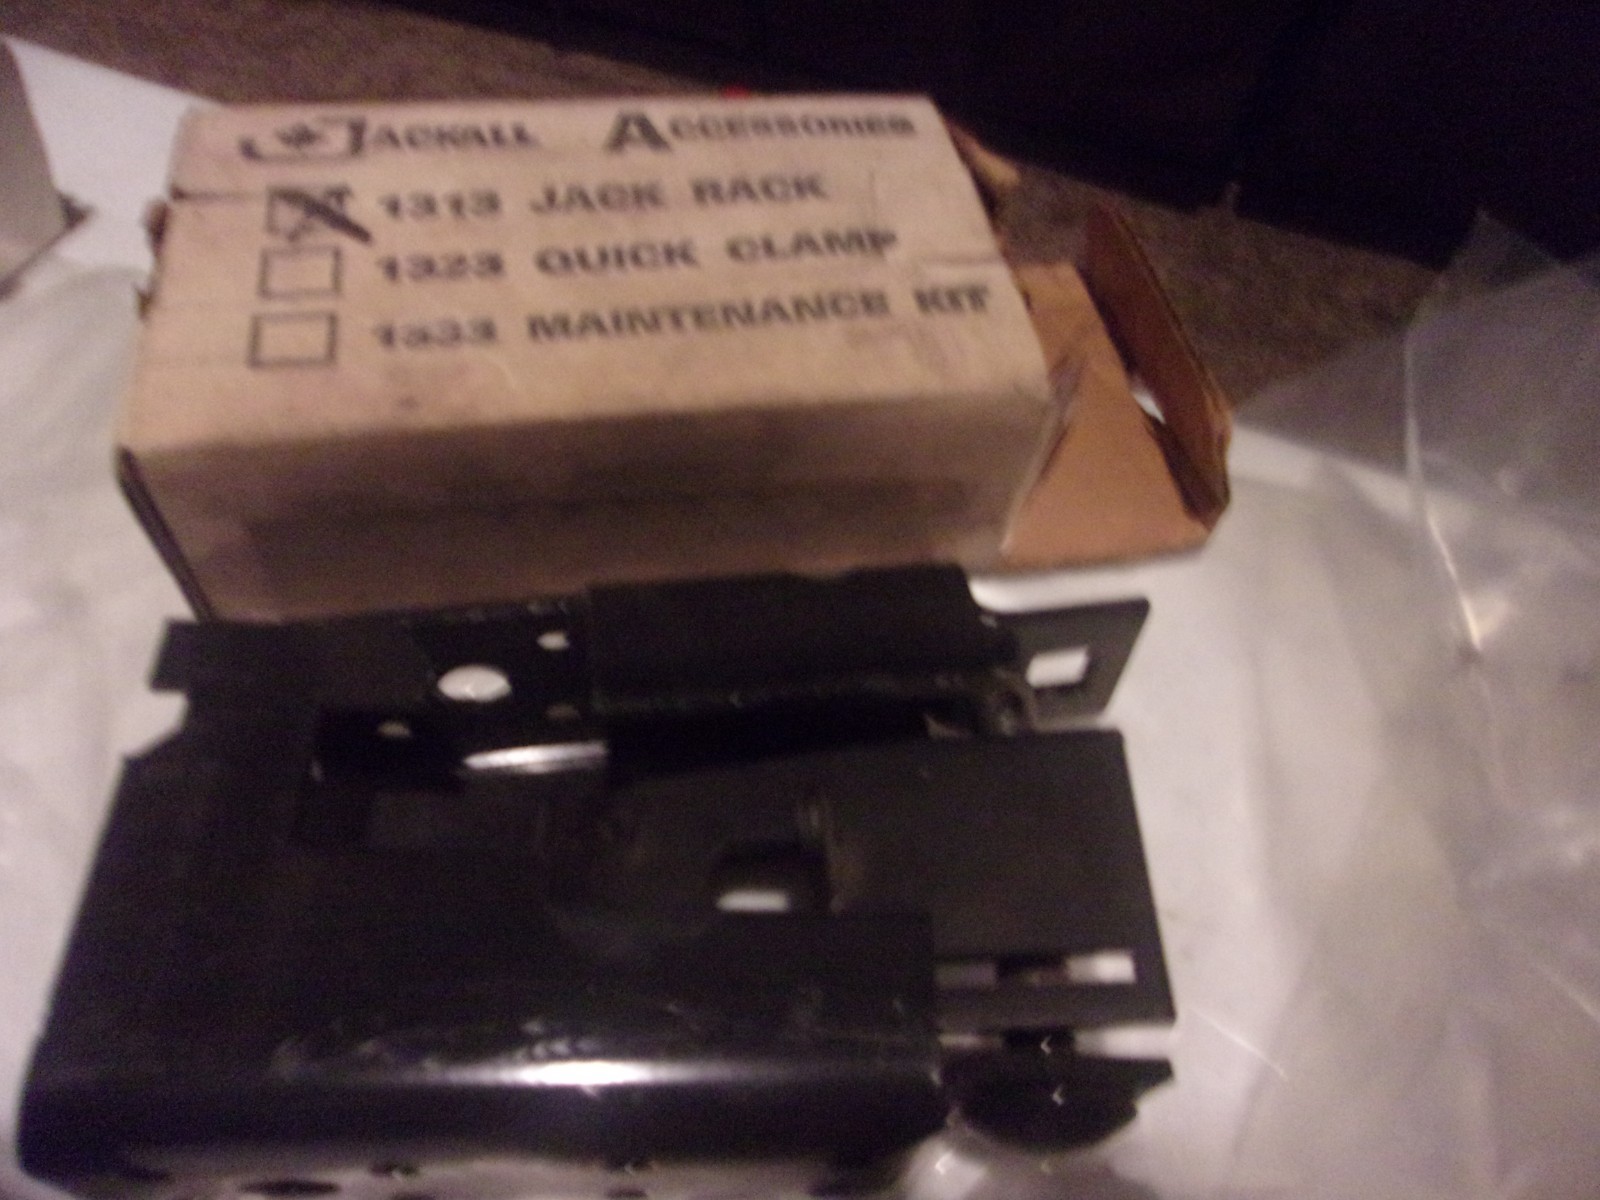 JACKALL ACCESSORIES
1313 JACK RACK
1323 QUICK CLAMP
1333 MAINTENANCE KIT